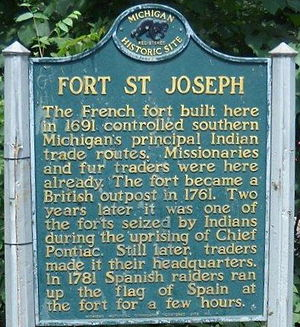 MICHIGAN
REGISTERED
HISTORIC SITE
FORT ST. JOSEPH
The French fort built here
in 1691 controlled southern
Michigan's principal Indian
trade routes. Missionaries
and fur traders were here
already. The fort became a
British outpost in 1761. Two
years later it was one of
the forts seized by Indians
during the uprising of Chief
Pontiac. Still later, traders
made it their headquarters.
In 1781 Spanish raiders ran
up the flag of Spain at
the fort for a few hours.